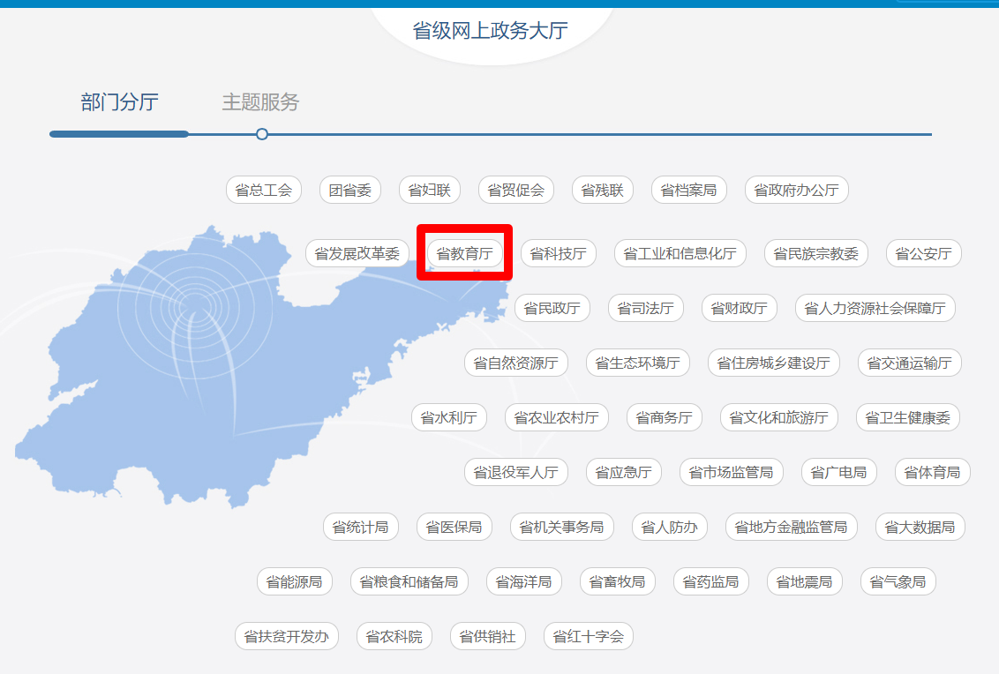 省级网上政务大厅
部门分厅 主题服务
省总工会 团省委 省妇联 省贸促会 省残联 省档案局 省政府办公厅
省发展改革委 省教育厅 省科技厅 省工业和信息化厅 省民族宗教委 省公安厅
省民政厅 省司法厅 省财政厅 省人力资源社会保障厅
省自然资源厅 省生态环境厅 省住房城乡建设厅 省交通运输厅
省水利厅 省农业农村厅 省商务厅 省文化和旅游厅 省卫生健康委
省退役军人厅 省应急厅 省市场监管局 省广电局 省体育局
省统计局 省医保局 省机关事务局 省人防办 省地方金融监管局 省大数据局
省能源局 省粮食和储备局 省海洋局 省畜牧局 省药监局 省地震局 省气象局
省扶贫开发办 省农科院 省供销社 省红十字会